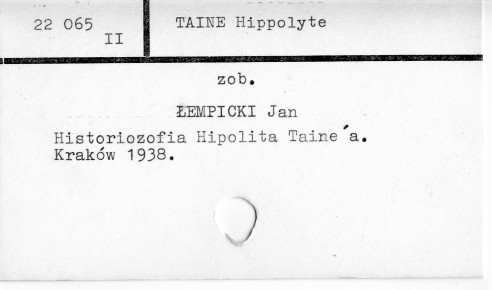 22 065
II
TAINE Hippolyte
zob.
ŁEMPICKI Jan
Historiozofia Hipolita Taine´a.
Kraków 1938.